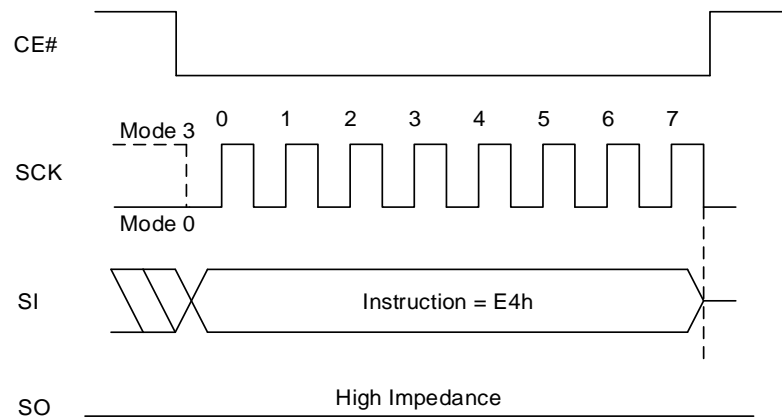 CE#
Mode 3
0 1 2 3 4 5 6 7
SCK
Mode 0
SI
Instruction = E4h
SO
High Impedance